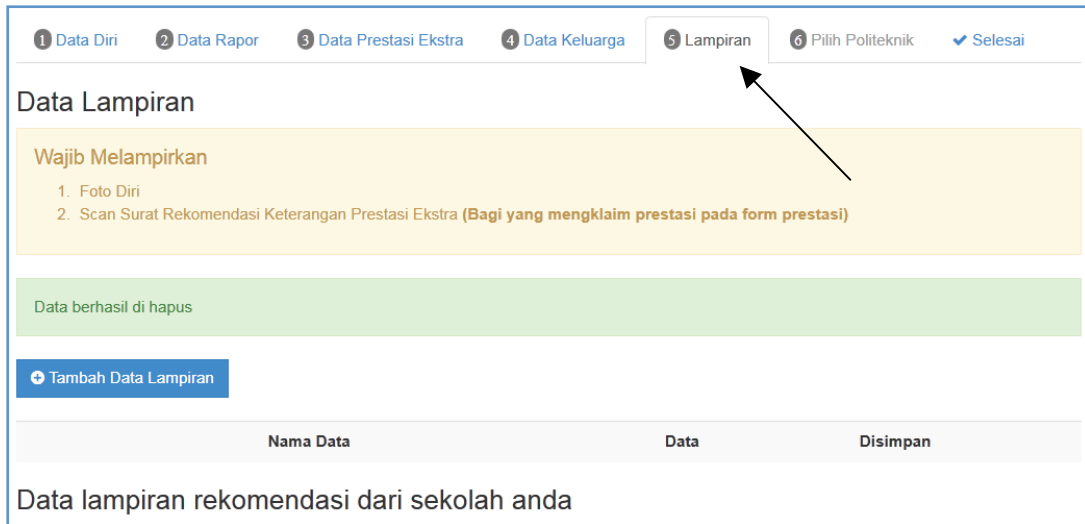 1 Data Diri 2 Data Rapor 3 Data Prestasi Ekstra 4 Data Keluarga 5 Lampiran 6 Pilih Politeknik Selesai
Data Lampiran
Wajib Melampirkan
1. Foto Diri
2. Scan Surat Rekomendasi Keterangan Prestasi Ekstra (Bagi yang mengklaim prestasi pada form prestasi)
Data berhasil di hapus
Tambah Data Lampiran
Nama Data Data Disimpan
Data lampiran rekomendasi dari sekolah anda